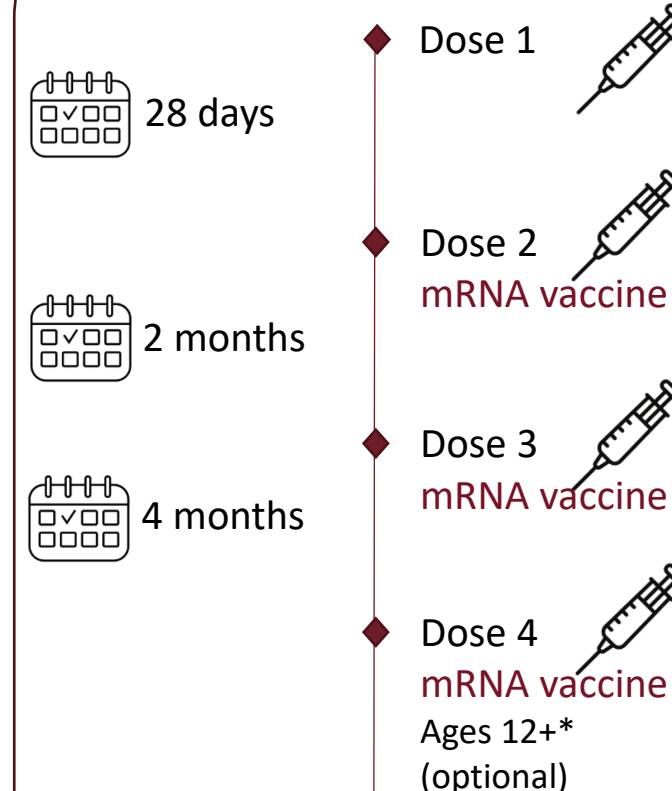 Dose 1
28 days
Dose 2
mRNA vaccine
2 months
Dose 3
mRNA vaccine
4 months
Dose 4
mRNA vaccine
Ages 12+*
(optional)